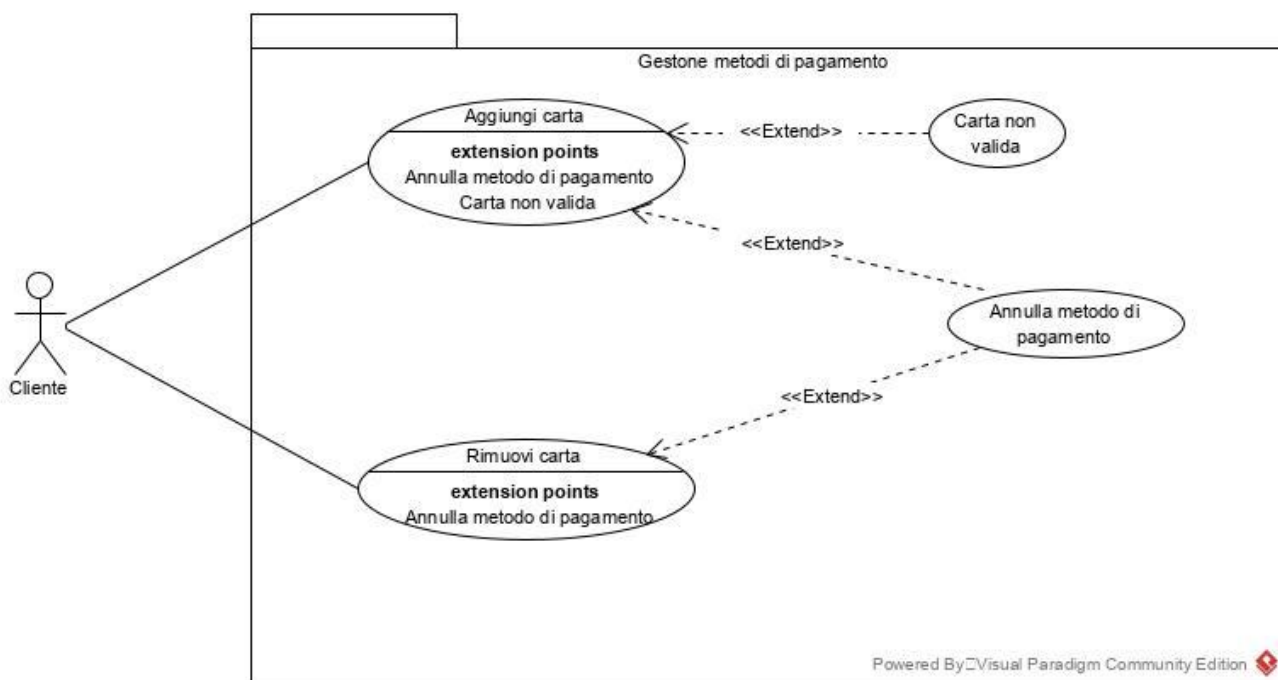 Gestone metodi di pagamento
Aggiungi carta
extension points
Annulla metodo di pagamento
Carta non valida
<<Extend>>
Carta non
valida
<<Extend>>
Annulla metodo di
pagamento
<<Extend>>
Cliente
Rimuovi carta
extension points
Annulla metodo di pagamento
Powered By Visual Paradigm Community Edition